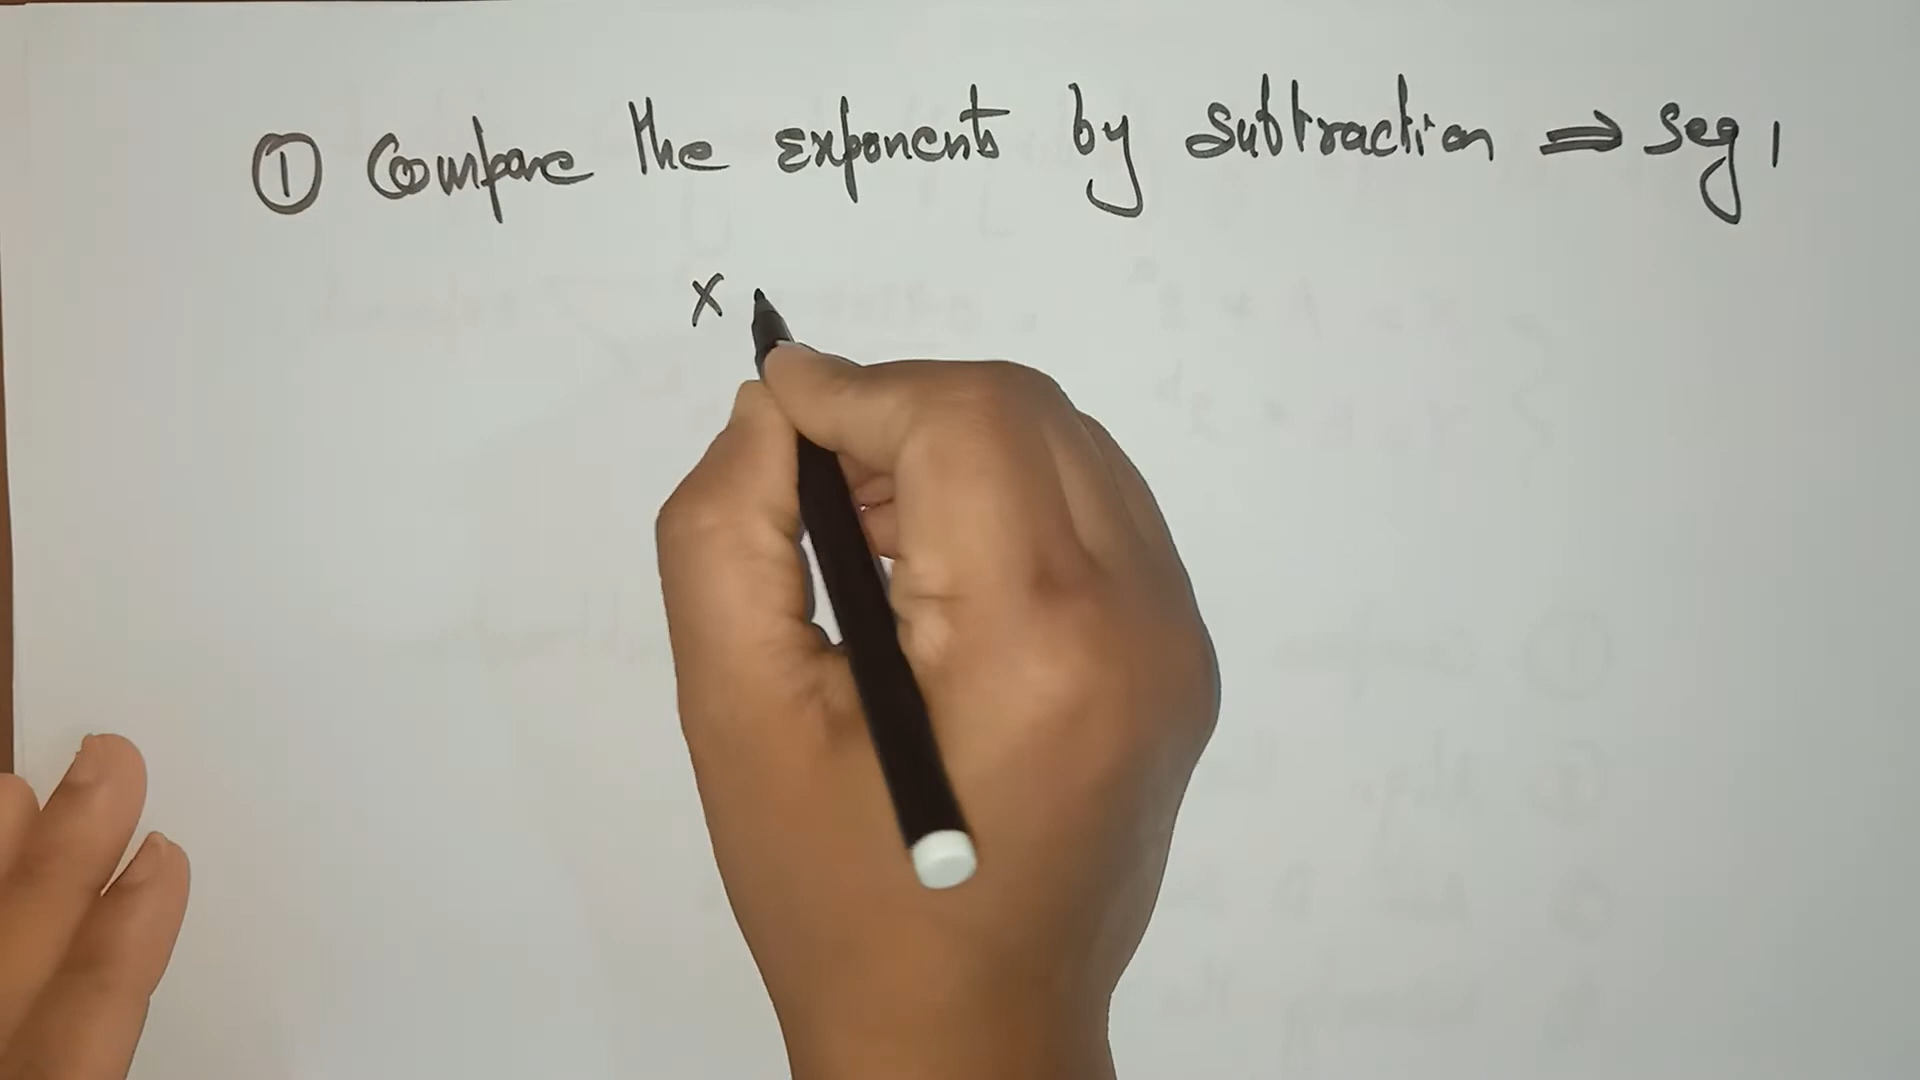 ① Compare the exponents by subtraction ⇒ seg 1
X